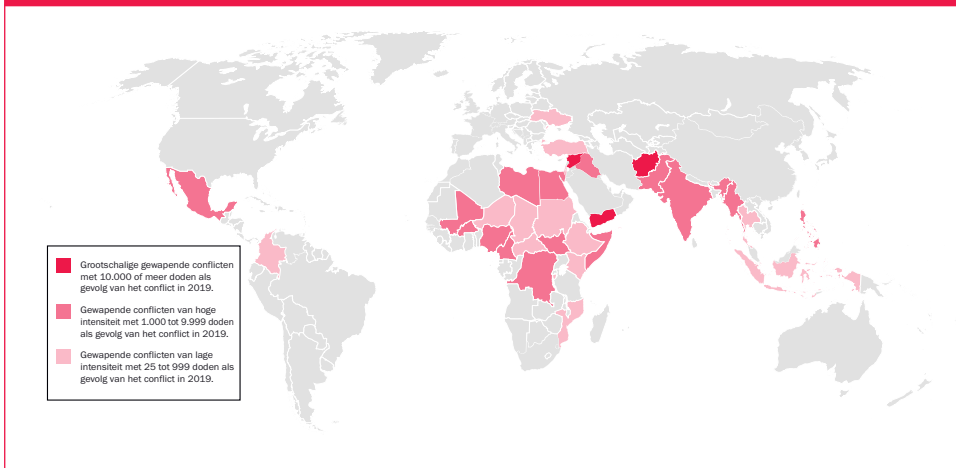 Grootschalige gewapende conflicten
met 10.000 of meer doden als
gevolg van het conflict in 2019.
Gewapende conflicten van hoge
intensiteit met 1.000 tot 9.999 doden
als gevolg van het conflict in 2019.
Gewapende conflicten van lage
intensiteit met 25 tot 999 doden als
gevolg van het conflict in 2019.